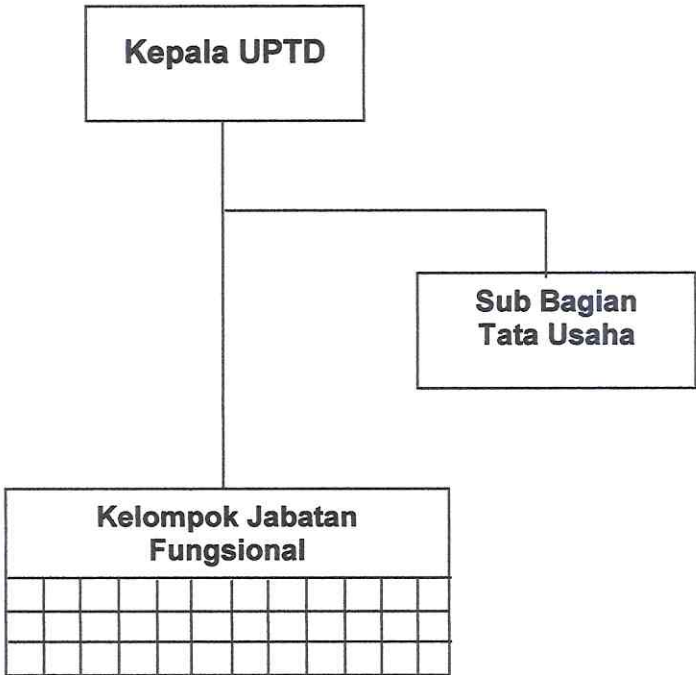 Kepala UPTD
Sub Bagian
Tata Usaha
Kelompok Jabatan
Fungsional